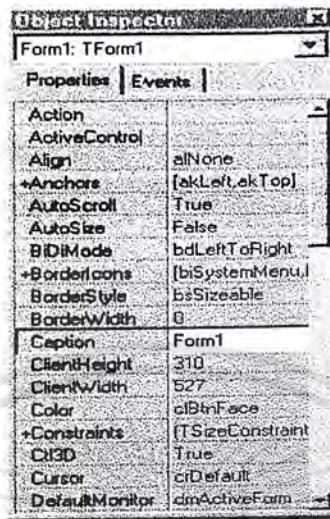 Object Inspector
Form1: TForm1
Properties Events
Action
ActiveControl
Align alNone
+Anchors [akLeft,akTop]
AutoScroll True
AutoSize False
BiDiMode bdLeftToRight
+BorderIcons [biSystemMenu,
BorderStyle bsSizeable
BorderWidth 0
Caption Form1
ClientHeight 310
ClientWidth 527
Color clBtnFace
+Constraints (TSizeConstraint
Ctl3D True
Cursor crDefault
DefaultMonitor dmActiveForm